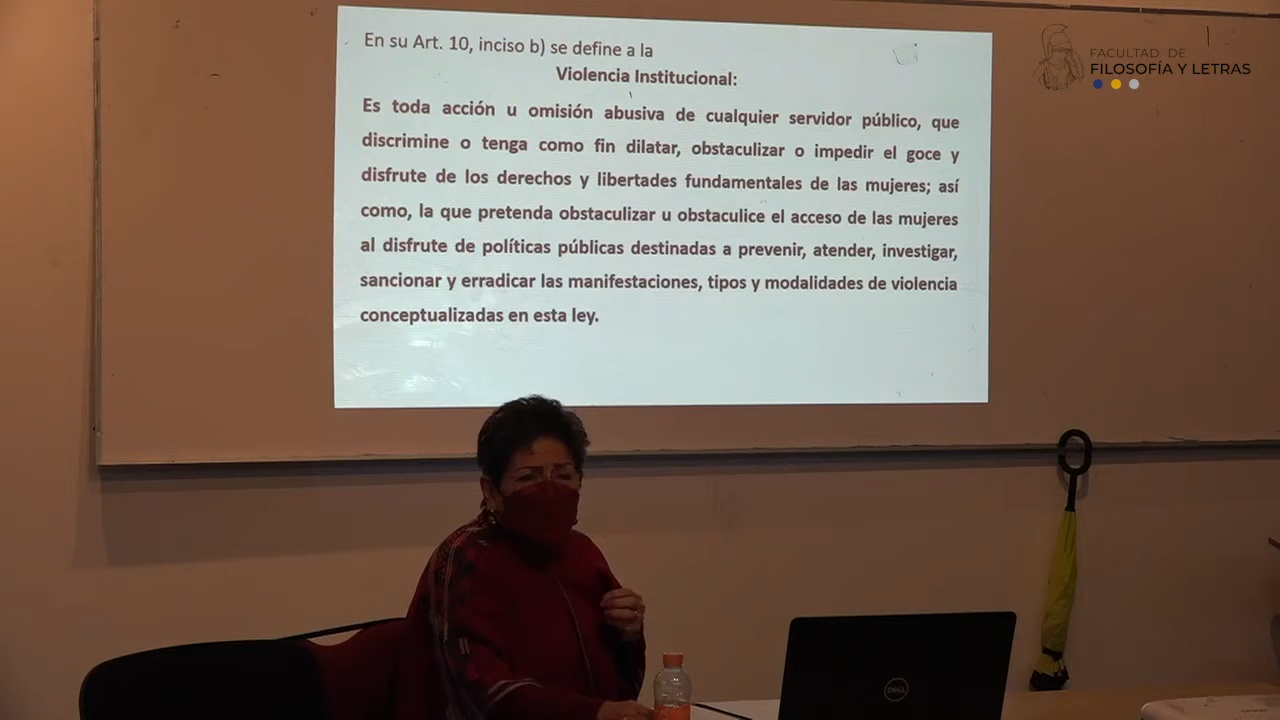 En su Art. 10, inciso b) se define a la
Violencia Institucional:
Es toda acción u omisión abusiva de cualquier servidor público, que
discrimine o tenga como fin dilatar, obstaculizar o impedir el goce y
disfrute de los derechos y libertades fundamentales de las mujeres; así
como, la que pretenda obstaculizar u obstaculice el acceso de las mujeres
al disfrute de políticas públicas destinadas a prevenir, atender, investigar,
sancionar y erradicar las manifestaciones, tipos y modalidades de violencia
conceptualizadas en esta ley.
FACULTAD DE
FILOSOFÍA Y LETRAS
DELL